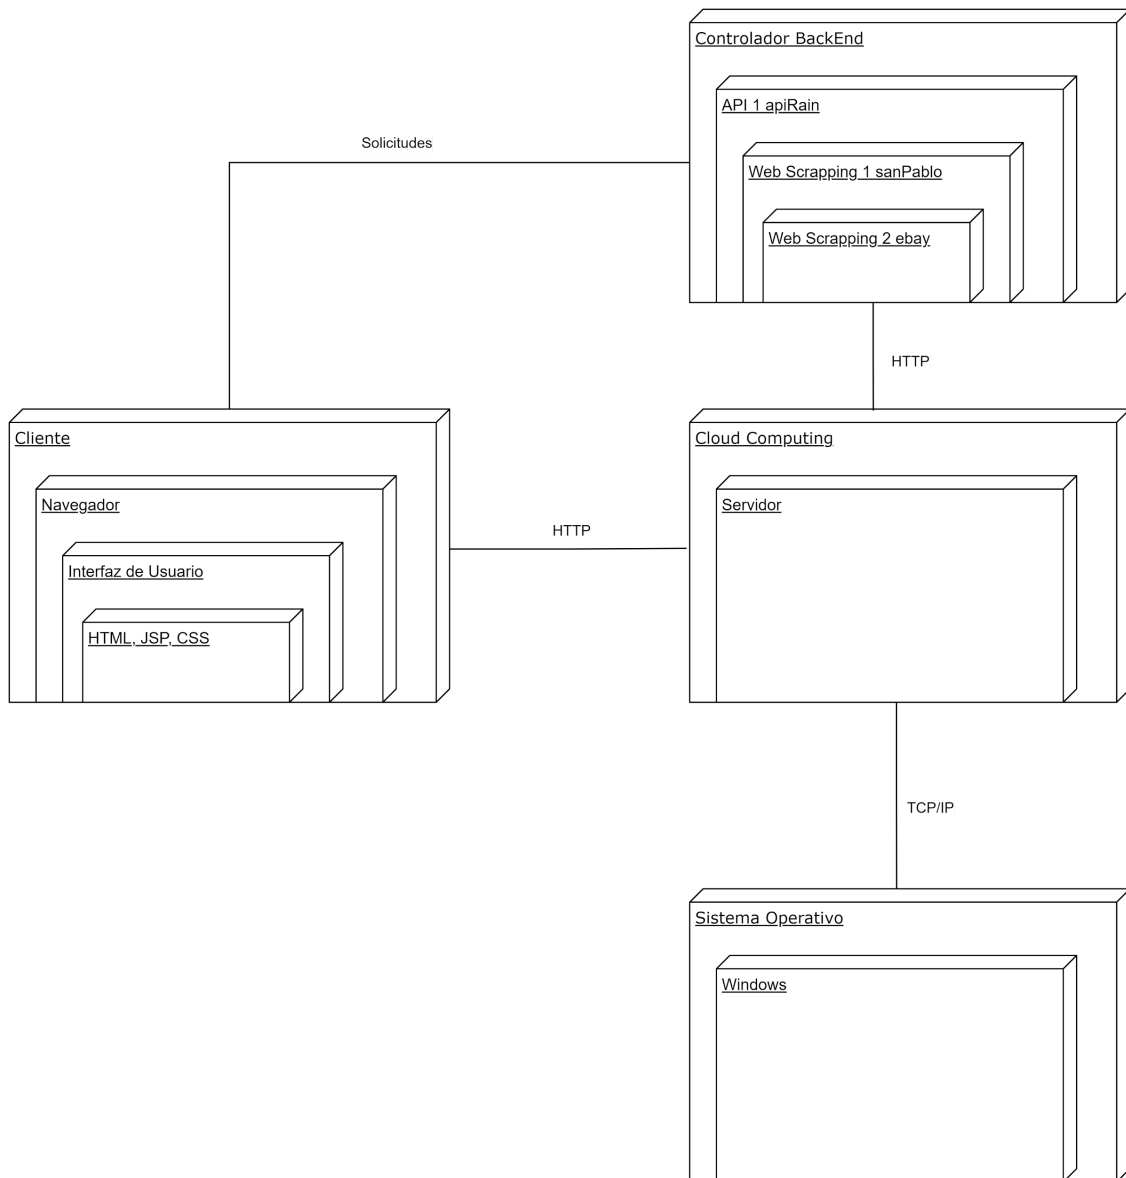 Controlador BackEnd
API 1 apiRain
Solicitudes
Web Scrapping 1 sanPablo
Web Scrapping 2 ebay
HTTP
Cliente
Navegador
Interfaz de Usuario
HTML, JSP, CSS
HTTP
Cloud Computing
Servidor
TCP/IP
Sistema Operativo
Windows